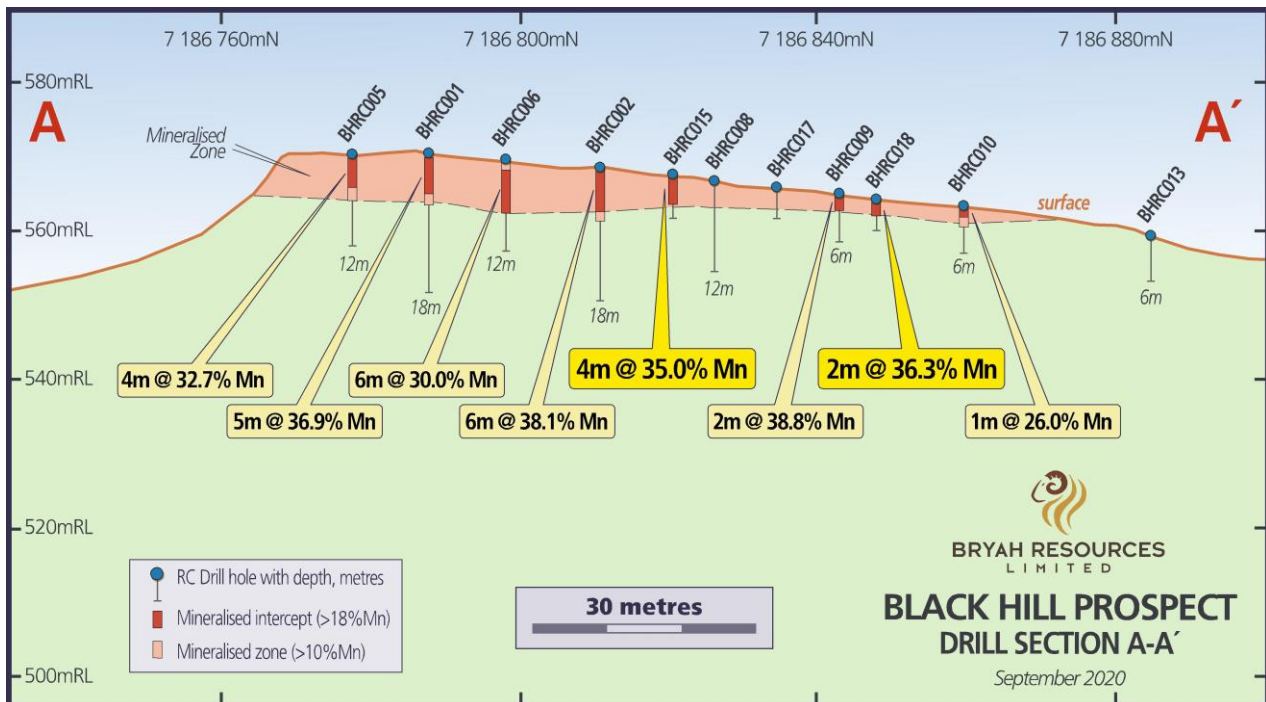 7 186 760mN
7 186 800mN
7 186 840mN
7 186 880mN
580mRL
560mRL
540mRL
520mRL
500mRL
A
A´
Mineralised
Zone
BHRC005
BHRC001
BHRC006
BHRC002
BHRC015
BHRC008
BHRC017
BHRC009
BHRC018
BHRC010
BHRC013
surface
12m
18m
12m
18m
12m
6m
6m
6m
4m @ 32.7% Mn
5m @ 36.9% Mn
6m @ 30.0% Mn
6m @ 38.1% Mn
4m @ 35.0% Mn
2m @ 38.8% Mn
2m @ 36.3% Mn
1m @ 26.0% Mn
RC Drill hole with depth, metres
Mineralised intercept (>18%Mn)
Mineralised zone (>10%Mn)
30 metres
BRYAH RESOURCES
LIMITED
BLACK HILL PROSPECT
DRILL SECTION A-A´
September 2020